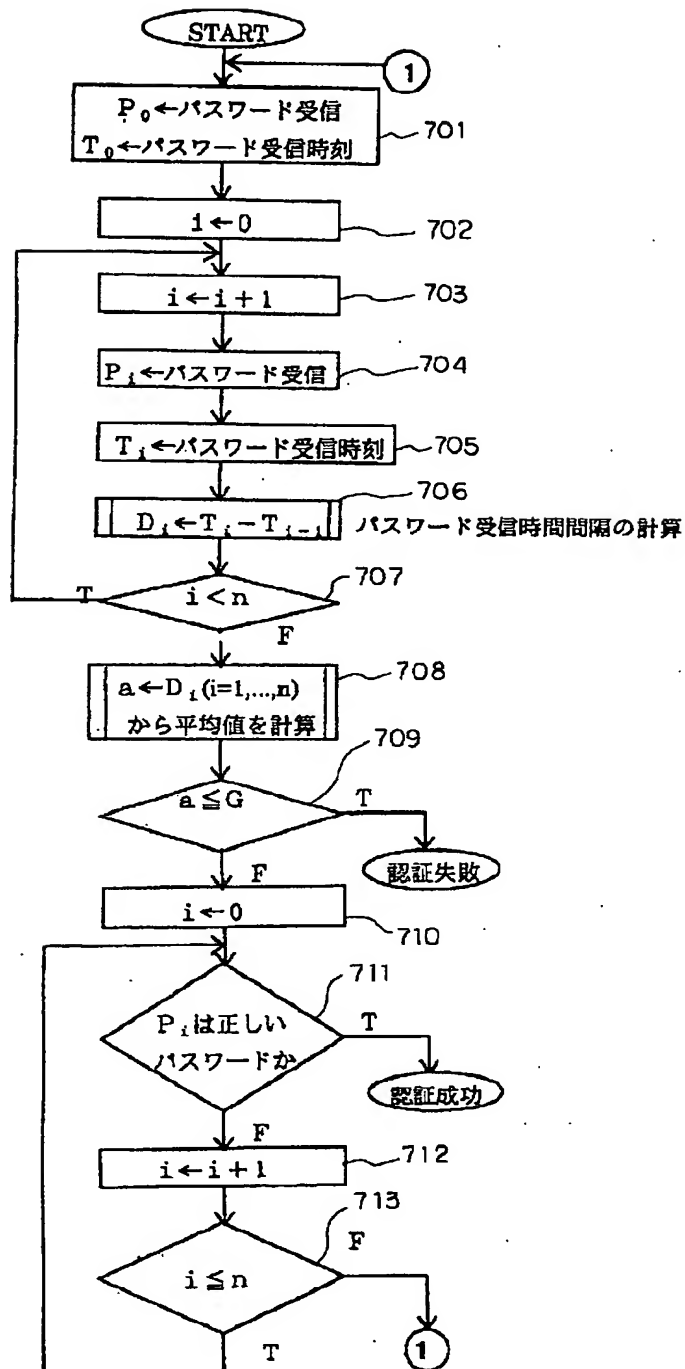 START
1
P₀←パスワード受信
T₀←パスワード受信時刻
701
i←0
702
i←i+1
703
Pᵢ←パスワード受信
704
Tᵢ←パスワード受信時刻
705
706
Dᵢ←Tᵢ−Tᵢ₋₁
パスワード受信時間間隔の計算
707
T
i<n
F
a←Dᵢ(i=1,...,n)
から平均値を計算
708
709
a≦G
T
認証失敗
F
i←0
710
711
Pᵢは正しい
パスワードか
T
認証成功
F
i←i+1
712
713
F
i≦n
T
1